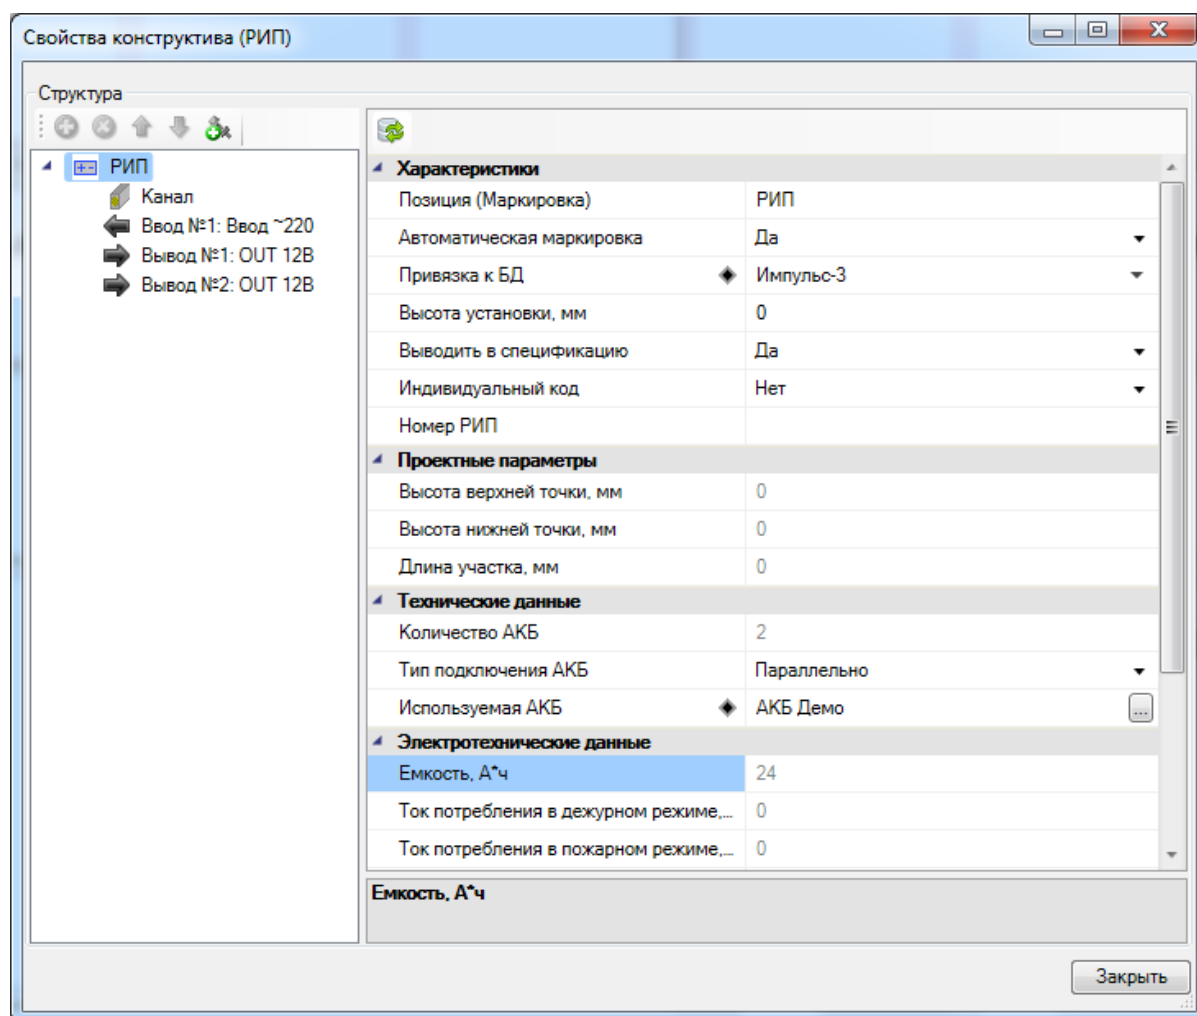 Свойства конструктива (РИП)
Структура
РИП
Канал
Ввод №1: Ввод ~220
Вывод №1: OUT 12В
Вывод №2: OUT 12В
Характеристики
Позиция (Маркировка) РИП
Автоматическая маркировка Да
Привязка к БД Импульс-3
Высота установки, мм 0
Выводить в спецификацию Да
Индивидуальный код Нет
Номер РИП
Проектные параметры
Высота верхней точки, мм 0
Высота нижней точки, мм 0
Длина участка, мм 0
Технические данные
Количество АКБ 2
Тип подключения АКБ Параллельно
Используемая АКБ АКБ Демо ...
Электротехнические данные
Емкость, А*ч 24
Ток потребления в дежурном режиме,... 0
Ток потребления в пожарном режиме,... 0
Емкость, А*ч
Закрыть